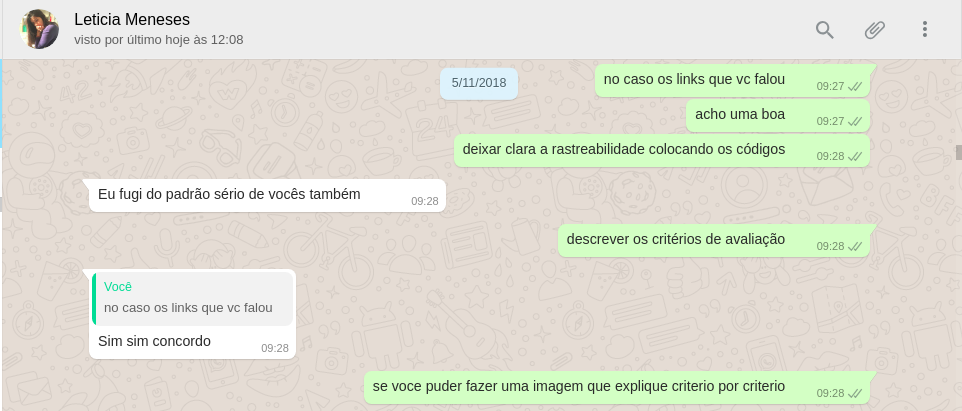 Leticia Meneses
visto por último hoje às 12:08
5/11/2018
no caso os links que vc falou 09:27
acho uma boa 09:27
deixar clara a rastreabilidade colocando os códigos 09:28
Eu fugi do padrão sério de vocês também 09:28
descrever os critérios de avaliação 09:28
Você
no caso os links que vc falou
Sim sim concordo 09:28
se voce puder fazer uma imagem que explique criterio por criterio 09:28